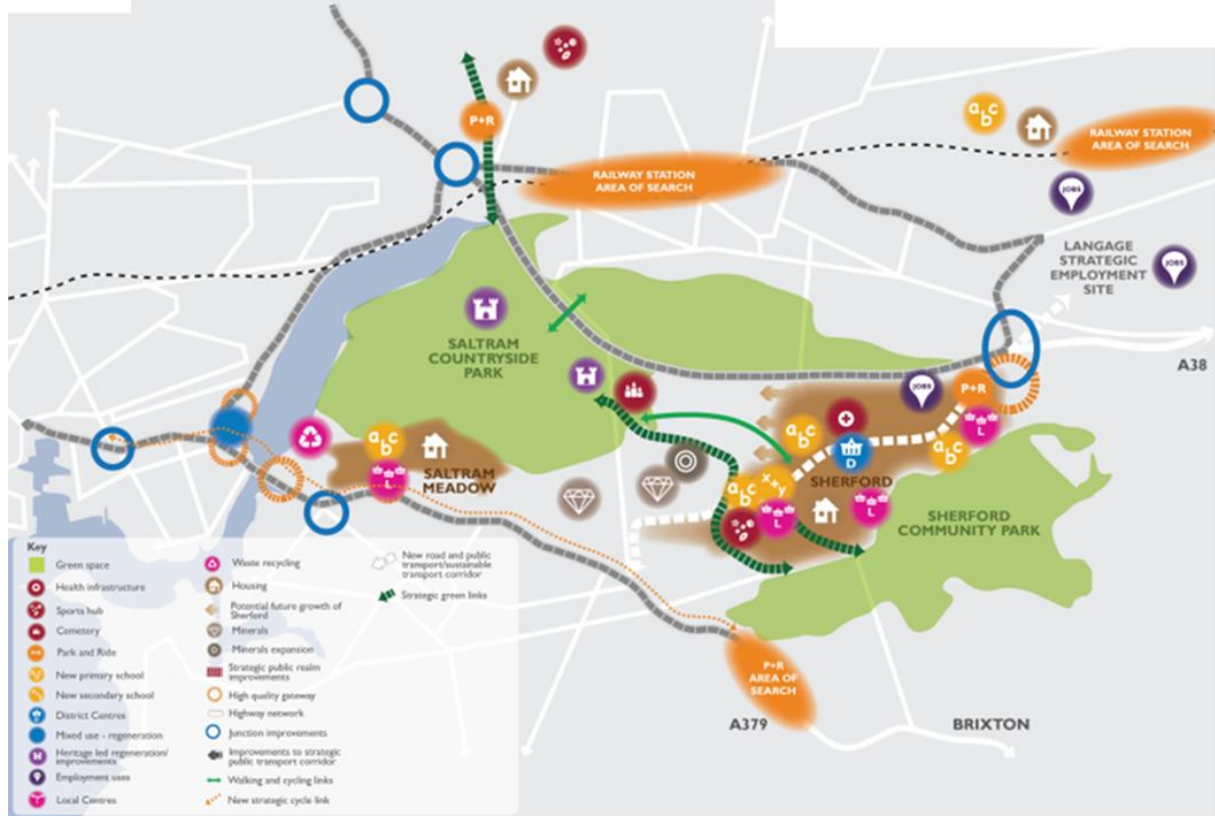 P+R
RAILWAY STATION
AREA OF SEARCH
abc
RAILWAY STATION
AREA OF SEARCH
JOBS
LANGAGE
STRATEGIC
EMPLOYMENT
SITE
JOBS
SALTRAM
COUNTRYSIDE
PARK
A38
JOBS
P+R
L
abc
abc
D
abc
SALTRAM
MEADOW
L
abc
x+y
SHERFORD
L
L
SHERFORD
COMMUNITY PARK
P+R
AREA OF
SEARCH
A379
BRIXTON
Key
Green space
Health infrastructure
Sports hub
Cemetery
Park and Ride
New primary school
New secondary school
District Centres
Mixed use - regeneration
Heritage led regeneration/
improvements
Employment uses
Local Centres
Waste recycling
Housing
Potential future growth of
Sherford
Minerals
Minerals expansion
Strategic public realm
improvements
High quality gateway
Highway network
Junction improvements
Improvements to strategic
public transport corridor
Walking and cycling links
New strategic cycle link
New road and public
transport/sustainable
transport corridor
Strategic green links